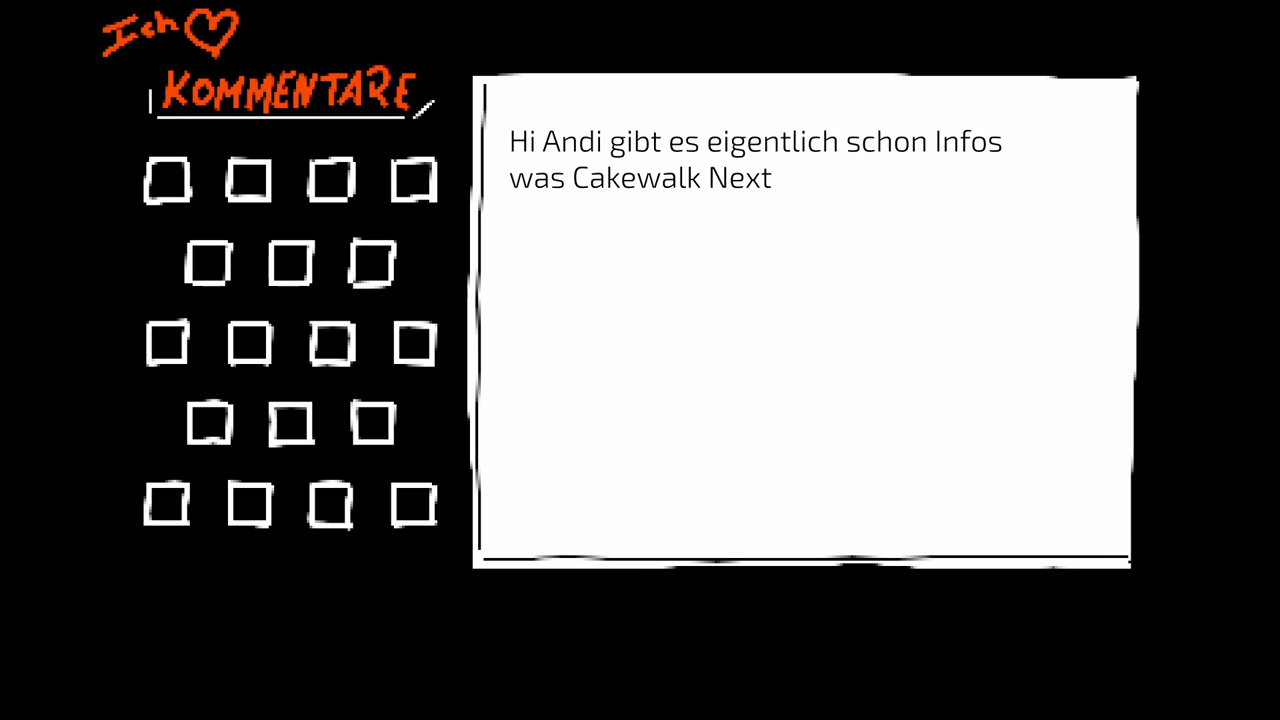 Ich
KOMMENTARE
Hi Andi gibt es eigentlich schon Infos
was Cakewalk Next